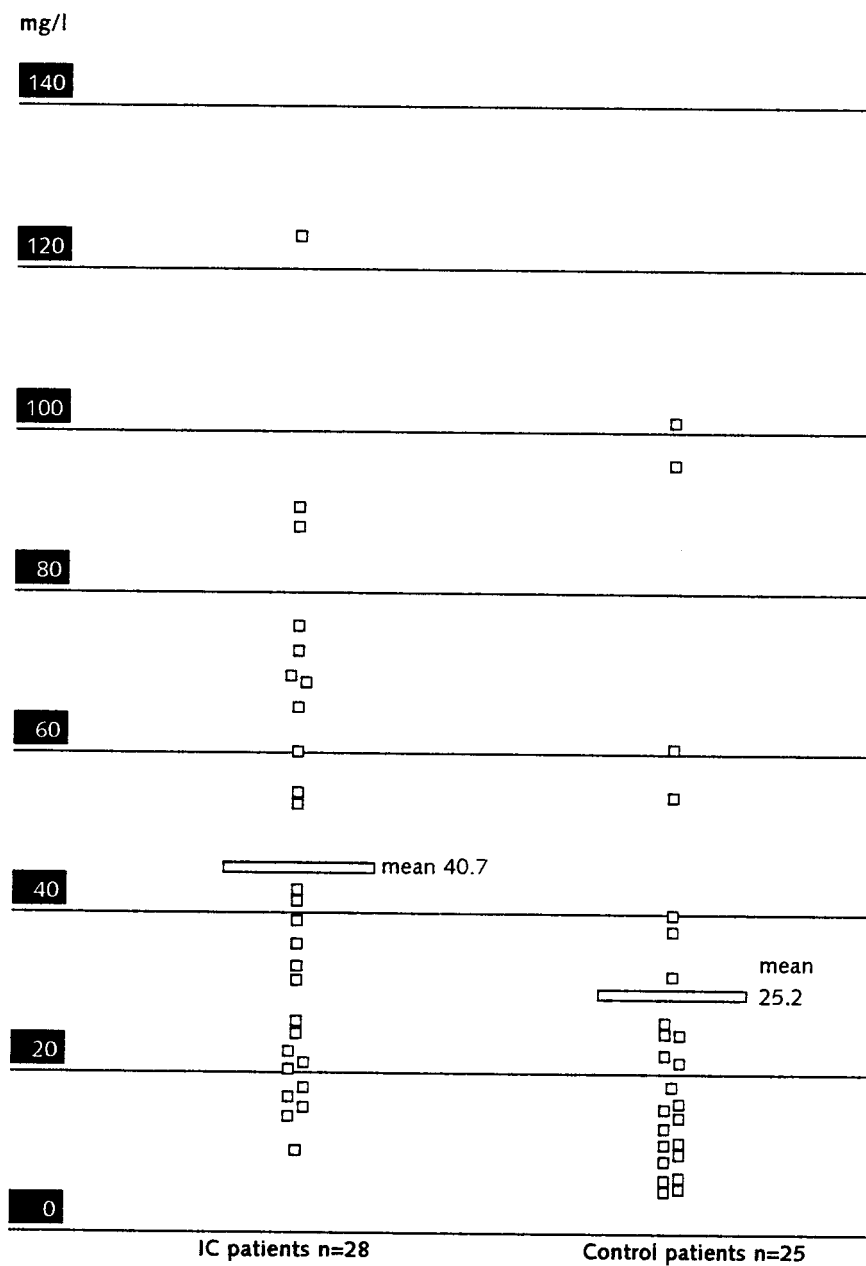 mg/l
140
120
100
80
60
mean 40.7
40
mean
25.2
20
0
IC patients n=28
Control patients n=25